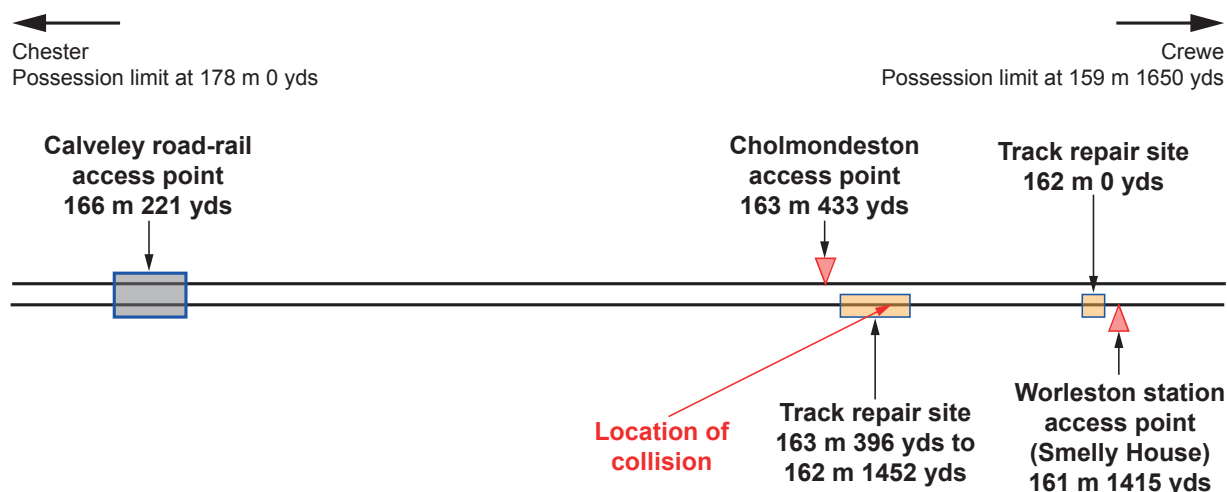 Chester
Possession limit at 178 m 0 yds
Crewe
Possession limit at 159 m 1650 yds
Calveley road-rail
access point
166 m 221 yds
Cholmondeston
access point
163 m 433 yds
Track repair site
162 m 0 yds
Location of
collision
Track repair site
163 m 396 yds to
162 m 1452 yds
Worleston station
access point
(Smelly House)
161 m 1415 yds